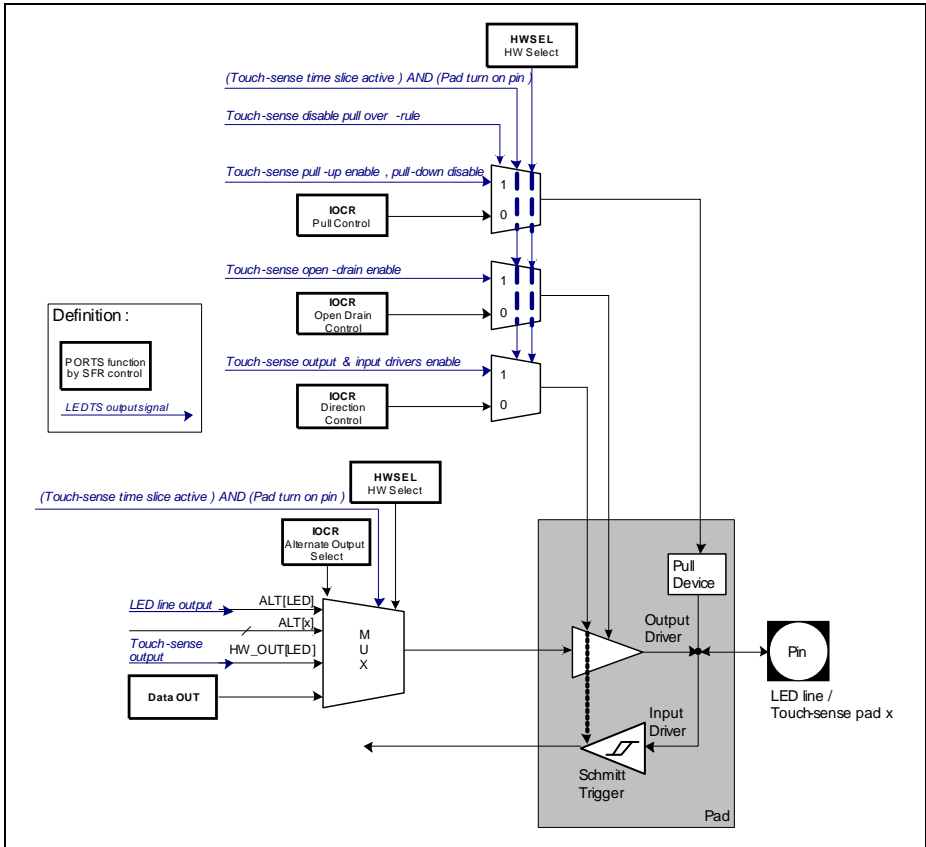 HWSEL
HW Select
(Touch-sense time slice active ) AND (Pad turn on pin )
Touch-sense disable pull over -rule
Touch-sense pull -up enable , pull-down disable
1
0
IOCR
Pull Control
Touch-sense open -drain enable
1
0
IOCR
Open Drain
Control
Touch-sense output & input drivers enable
1
0
IOCR
Direction
Control
Definition :
PORTS function
by SFR control
LEDTS output signal
HWSEL
HW Select
(Touch-sense time slice active ) AND (Pad turn on pin )
IOCR
Alternate Output
Select
LED line output
ALT[LED]
ALT[x]
Touch-sense
output
HW_OUT[LED]
Data OUT
M
U
X
Pull
Device
Output
Driver
Input
Driver
Schmitt
Trigger
Pad
Pin
LED line /
Touch-sense pad x